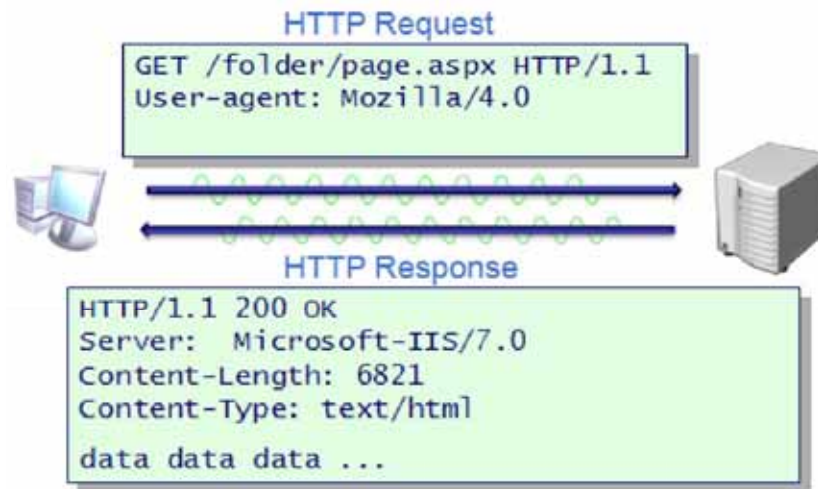 HTTP Request
GET /folder/page.aspx HTTP/1.1
User-agent: Mozilla/4.0
HTTP Response
HTTP/1.1 200 OK
Server:  Microsoft-IIS/7.0
Content-Length: 6821
Content-Type: text/html
data data data ...